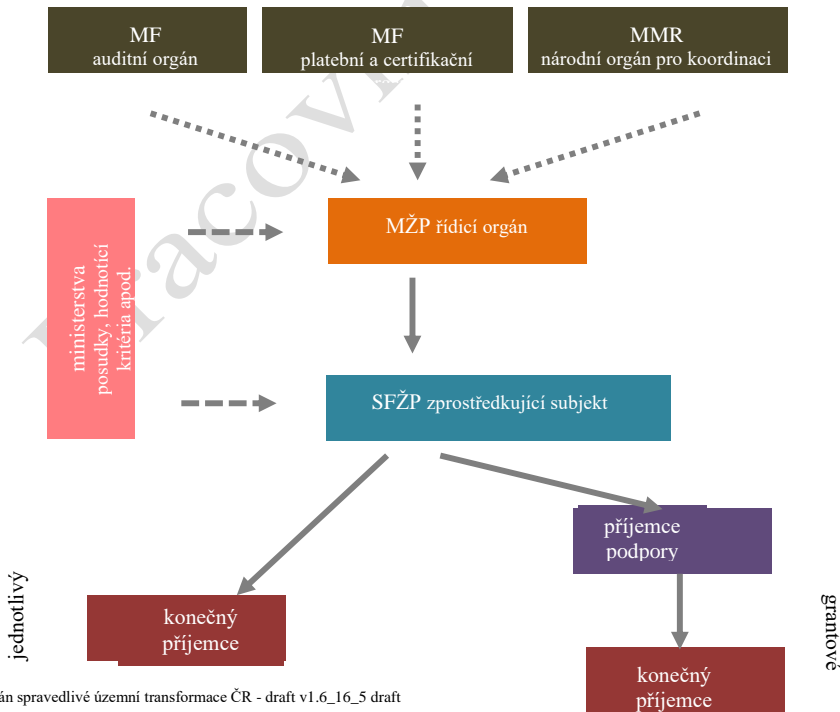 MF
auditní orgán
MF
platební a certifikační
MMR
národní orgán pro koordinaci
MŽP řídicí orgán
ministerstva
posudky, hodnotící
kritéria apod.
SFŽP zprostředkující subjekt
příjemce
podpory
jednotlivý
konečný
příjemce
grantové
konečný
příjemce
án spravedlivé územní transformace ČR - draft v1.6_16_5 draft